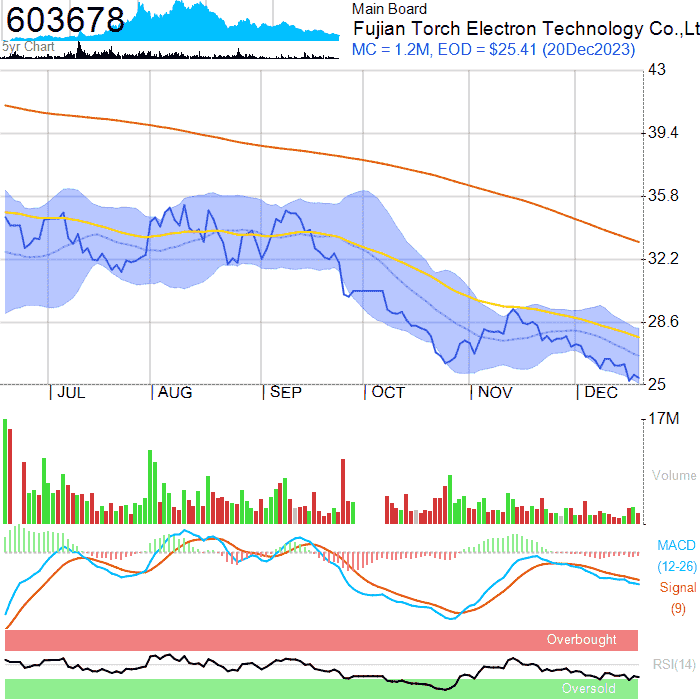 603678
5yr Chart
Main Board
Fujian Torch Electron Technology Co.,Lt
MC = 1.2M, EOD = $25.41 (20Dec2023)
43
39.4
35.8
32.2
28.6
25
JUL AUG SEP OCT NOV DEC
17M
Volume
MACD
(12-26)
Signal
(9)
Overbought
RSI(14)
Oversold